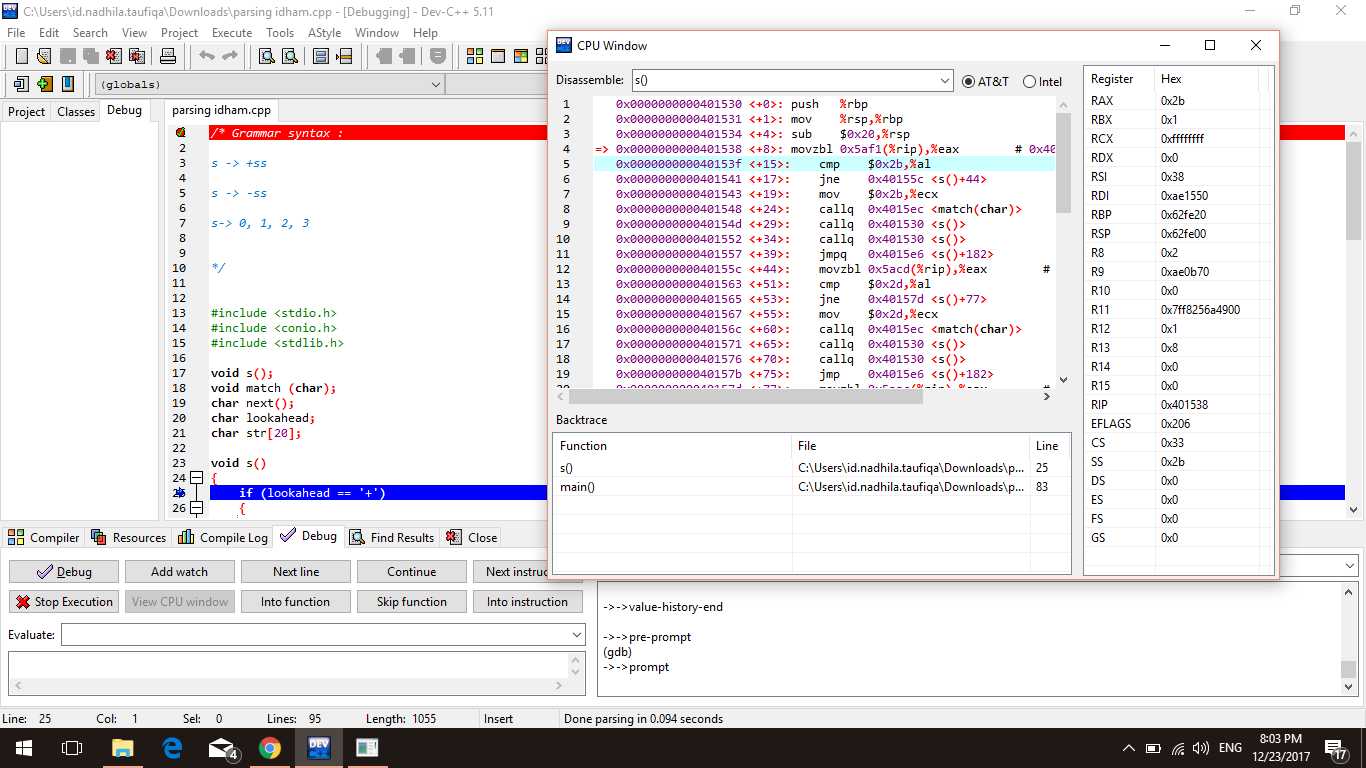 C:\Users\id.nadhila.taufiqa\Downloads\parsing idham.cpp - [Debugging] - Dev-C++ 5.11
File Edit Search View Project Execute Tools AStyle Window Help
(globals)
Project Classes Debug
parsing idham.cpp
/* Grammar syntax :
2
3 s -> +ss
4
5 s -> -ss
6
7 s-> 0, 1, 2, 3
8
9
10 */
11
12
13 #include <stdio.h>
14 #include <conio.h>
15 #include <stdlib.h>
16
17 void s();
18 void match (char);
19 char next();
20 char lookahead;
21 char str[20];
22
23 void s()
24 {
25 if (lookahead == '+')
26 {
CPU Window
Disassemble: s() AT&T Intel
1 0x0000000000401530 <+0>: push %rbp
2 0x0000000000401531 <+1>: mov %rsp,%rbp
3 0x0000000000401534 <+4>: sub $0x20,%rsp
4 => 0x0000000000401538 <+8>: movzbl 0x5af1(%rip),%eax # 0x40
5 0x000000000040153f <+15>: cmp $0x2b,%al
6 0x0000000000401541 <+17>: jne 0x40155c <s()+44>
7 0x0000000000401543 <+19>: mov $0x2b,%ecx
8 0x0000000000401548 <+24>: callq 0x4015ec <match(char)>
9 0x000000000040154d <+29>: callq 0x401530 <s()>
10 0x0000000000401552 <+34>: callq 0x401530 <s()>
11 0x0000000000401557 <+39>: jmpq 0x4015e6 <s()+182>
12 0x000000000040155c <+44>: movzbl 0x5acd(%rip),%eax #
13 0x0000000000401563 <+51>: cmp $0x2d,%al
14 0x0000000000401565 <+53>: jne 0x40157d <s()+77>
15 0x0000000000401567 <+55>: mov $0x2d,%ecx
16 0x000000000040156c <+60>: callq 0x4015ec <match(char)>
17 0x0000000000401571 <+65>: callq 0x401530 <s()>
18 0x0000000000401576 <+70>: callq 0x401530 <s()>
19 0x000000000040157b <+75>: jmp 0x4015e6 <s()+182>
Backtrace
Function File Line
s() C:\Users\id.nadhila.taufiqa\Downloads\p... 25
main() C:\Users\id.nadhila.taufiqa\Downloads\p... 83
Register Hex
RAX 0x2b
RBX 0x1
RCX 0xffffffff
RDX 0x0
RSI 0x38
RDI 0xae1550
RBP 0x62fe20
RSP 0x62fe00
R8 0x2
R9 0xae0b70
R10 0x0
R11 0x7ff8256a4900
R12 0x1
R13 0x8
R14 0x0
R15 0x0
RIP 0x401538
EFLAGS 0x206
CS 0x33
SS 0x2b
DS 0x0
ES 0x0
FS 0x0
GS 0x0
Compiler Resources Compile Log Debug Find Results Close
Debug Add watch Next line Continue Next instruc
Stop Execution View CPU window Into function Skip function Into instruction
Evaluate:
->->value-history-end
->->pre-prompt
(gdb)
->->prompt
Line: 25 Col: 1 Sel: 0 Lines: 95 Length: 1055 Insert Done parsing in 0.094 seconds
4
DEV
C++
ENG
8:03 PM
12/23/2017
17